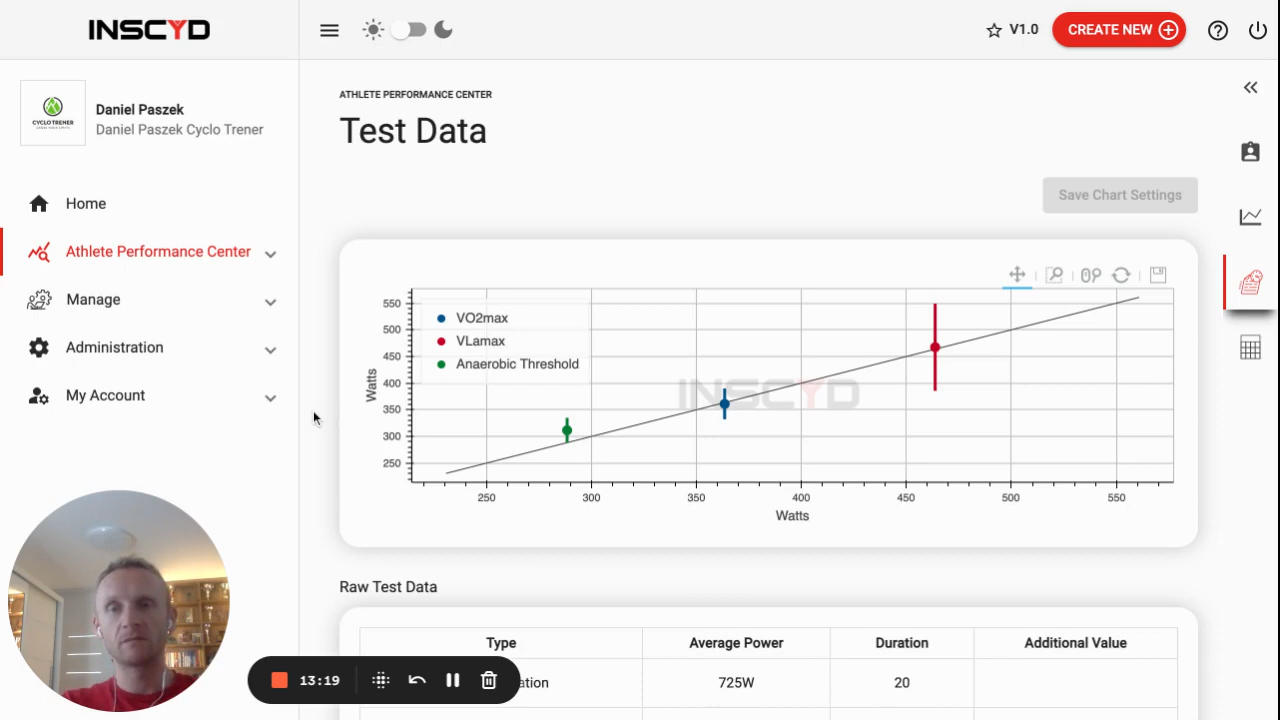 INSCYD
V1.0
CREATE NEW
CYCLO TRENER
Daniel Paszek
Daniel Paszek Cyclo Trener
Home
Athlete Performance Center
Manage
Administration
My Account
ATHLETE PERFORMANCE CENTER
Test Data
Save Chart Settings
VO2max
VLamax
Anaerobic Threshold
INSCYD
Watts
550
500
450
400
350
300
250
250
300
350
400
450
500
550
Watts
Raw Test Data
Type
Average Power
Duration
Additional Value
ation
725W
20
13:19